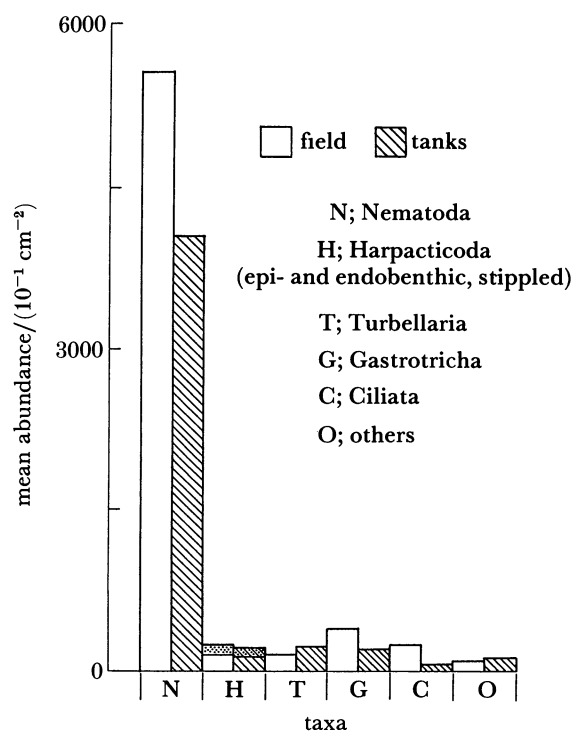 6000
field tanks
N; Nematoda
H; Harpacticoda
(epi- and endobenthic, stippled)
T; Turbellaria
G; Gastrotricha
C; Ciliata
O; others
mean abundance/(10⁻¹ cm⁻²)
3000
0
N H T G C O
taxa